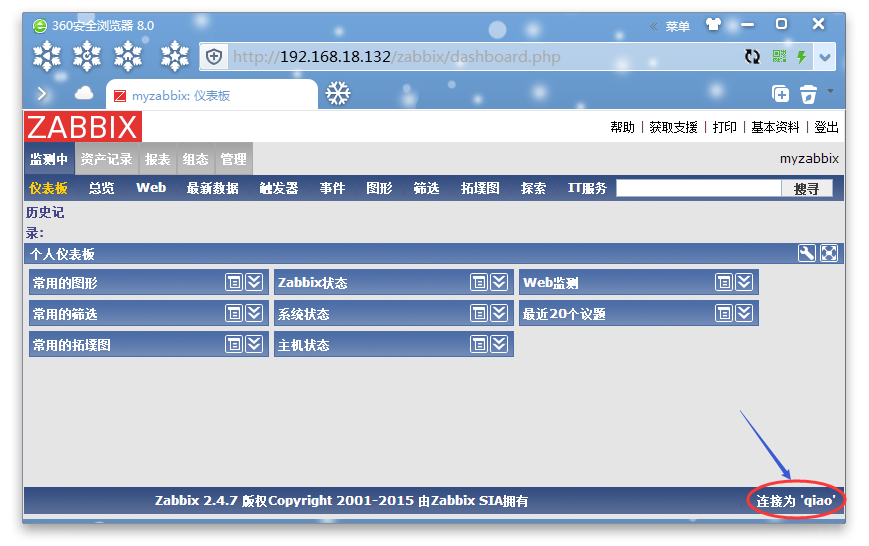 360安全浏览器 8.0
菜单
http://192.168.18.132/zabbix/dashboard.php
myzabbix: 仪表板
ZABBIX
帮助 | 获取支援 | 打印 | 基本资料 | 登出
监测中 资产记录 报表 组态 管理
myzabbix
仪表板 总览 Web 最新数据 触发器 事件 图形 筛选 拓墣图 探索 IT服务 搜寻
历史记
录:
个人仪表板
常用的图形 Zabbix状态 Web监测
常用的筛选 系统状态 最近20个议题
常用的拓墣图 主机状态
Zabbix 2.4.7 版权Copyright 2001-2015 由Zabbix SIA拥有
连接为 'qiao'